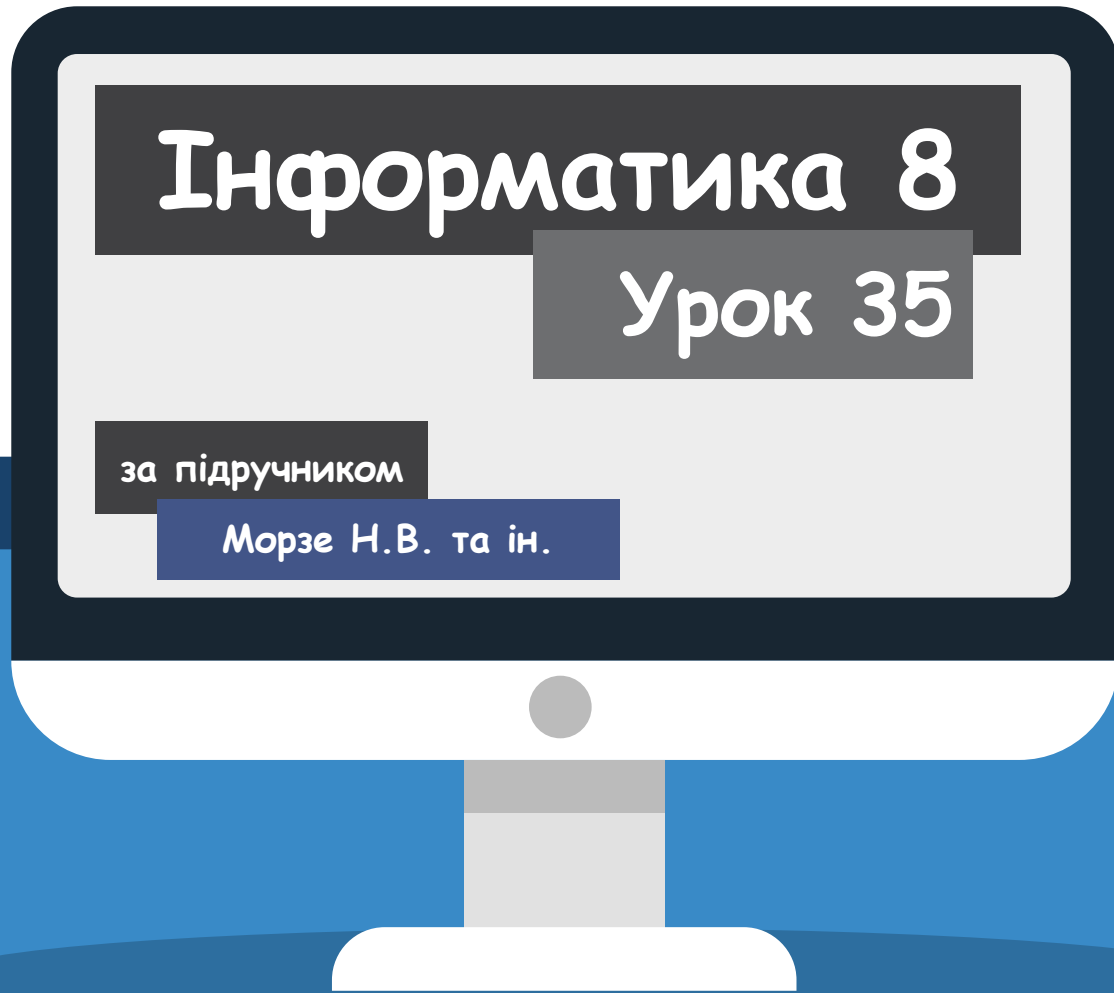 Інформатика 8
Урок 35
за підручником
Морзе Н.В. та ін.